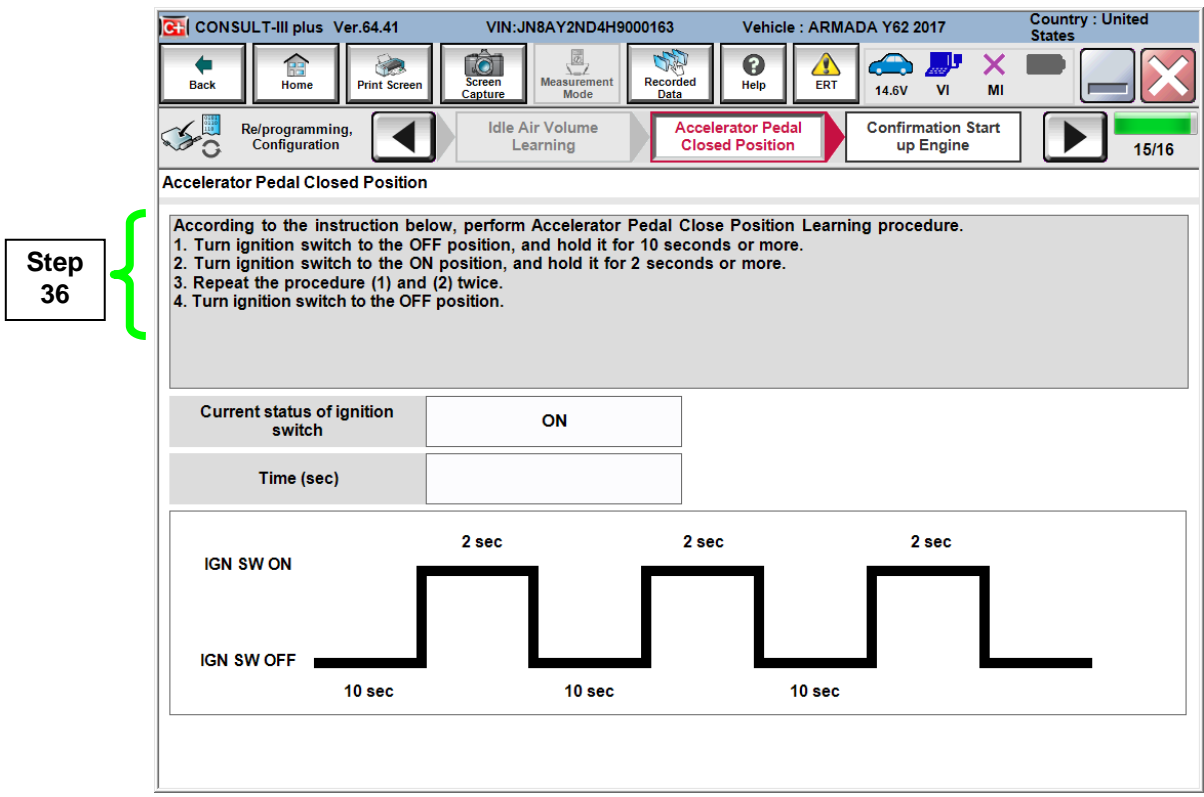 C+ CONSULT-III plus Ver.64.41 VIN:JN8AY2ND4H9000163 Vehicle : ARMADA Y62 2017 Country : United
States
Back
Home
Print Screen
Screen
Capture
Measurement
Mode
Recorded
Data
Help
ERT
14.6V
VI
MI
Re/programming,
Configuration
Idle Air Volume
Learning
Accelerator Pedal
Closed Position
Confirmation Start
up Engine
15/16
Accelerator Pedal Closed Position
Step
36
According to the instruction below, perform Accelerator Pedal Close Position Learning procedure.
1. Turn ignition switch to the OFF position, and hold it for 10 seconds or more.
2. Turn ignition switch to the ON position, and hold it for 2 seconds or more.
3. Repeat the procedure (1) and (2) twice.
4. Turn ignition switch to the OFF position.
Current status of ignition
switch
ON
Time (sec)
2 sec 2 sec 2 sec
IGN SW ON
IGN SW OFF
10 sec 10 sec 10 sec